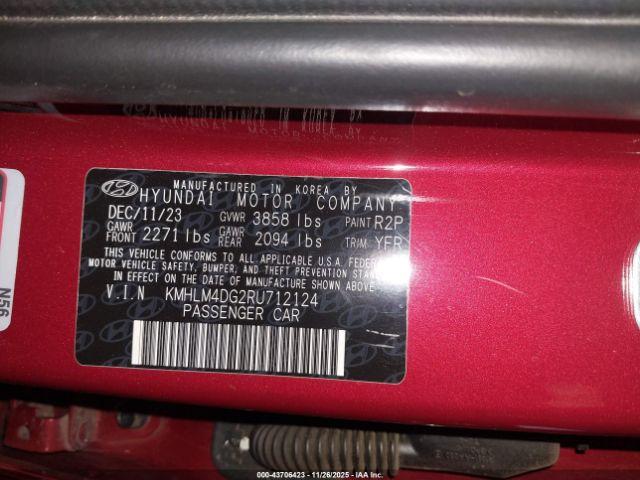 MANUFACTURED IN KOREA BY
HYUNDAI MOTOR COMPANY
DEC/11/23 GVWR 3858 lbs PAINT R2P
GAWR FRONT 2271 lbs GAWR REAR 2094 lbs TRIM YFR
THIS VEHICLE CONFORMS TO ALL APPLICABLE U.S.A. FEDERAL
MOTOR VEHICLE SAFETY, BUMPER, AND THEFT PREVENTION STANDARDS
IN EFFECT ON THE DATE OF MANUFACTURE SHOWN ABOVE.
V.I.N KMHLM4DG2RU712124
PASSENGER CAR
N56
000-43706423 | 11/26/2025 — IAA Inc.